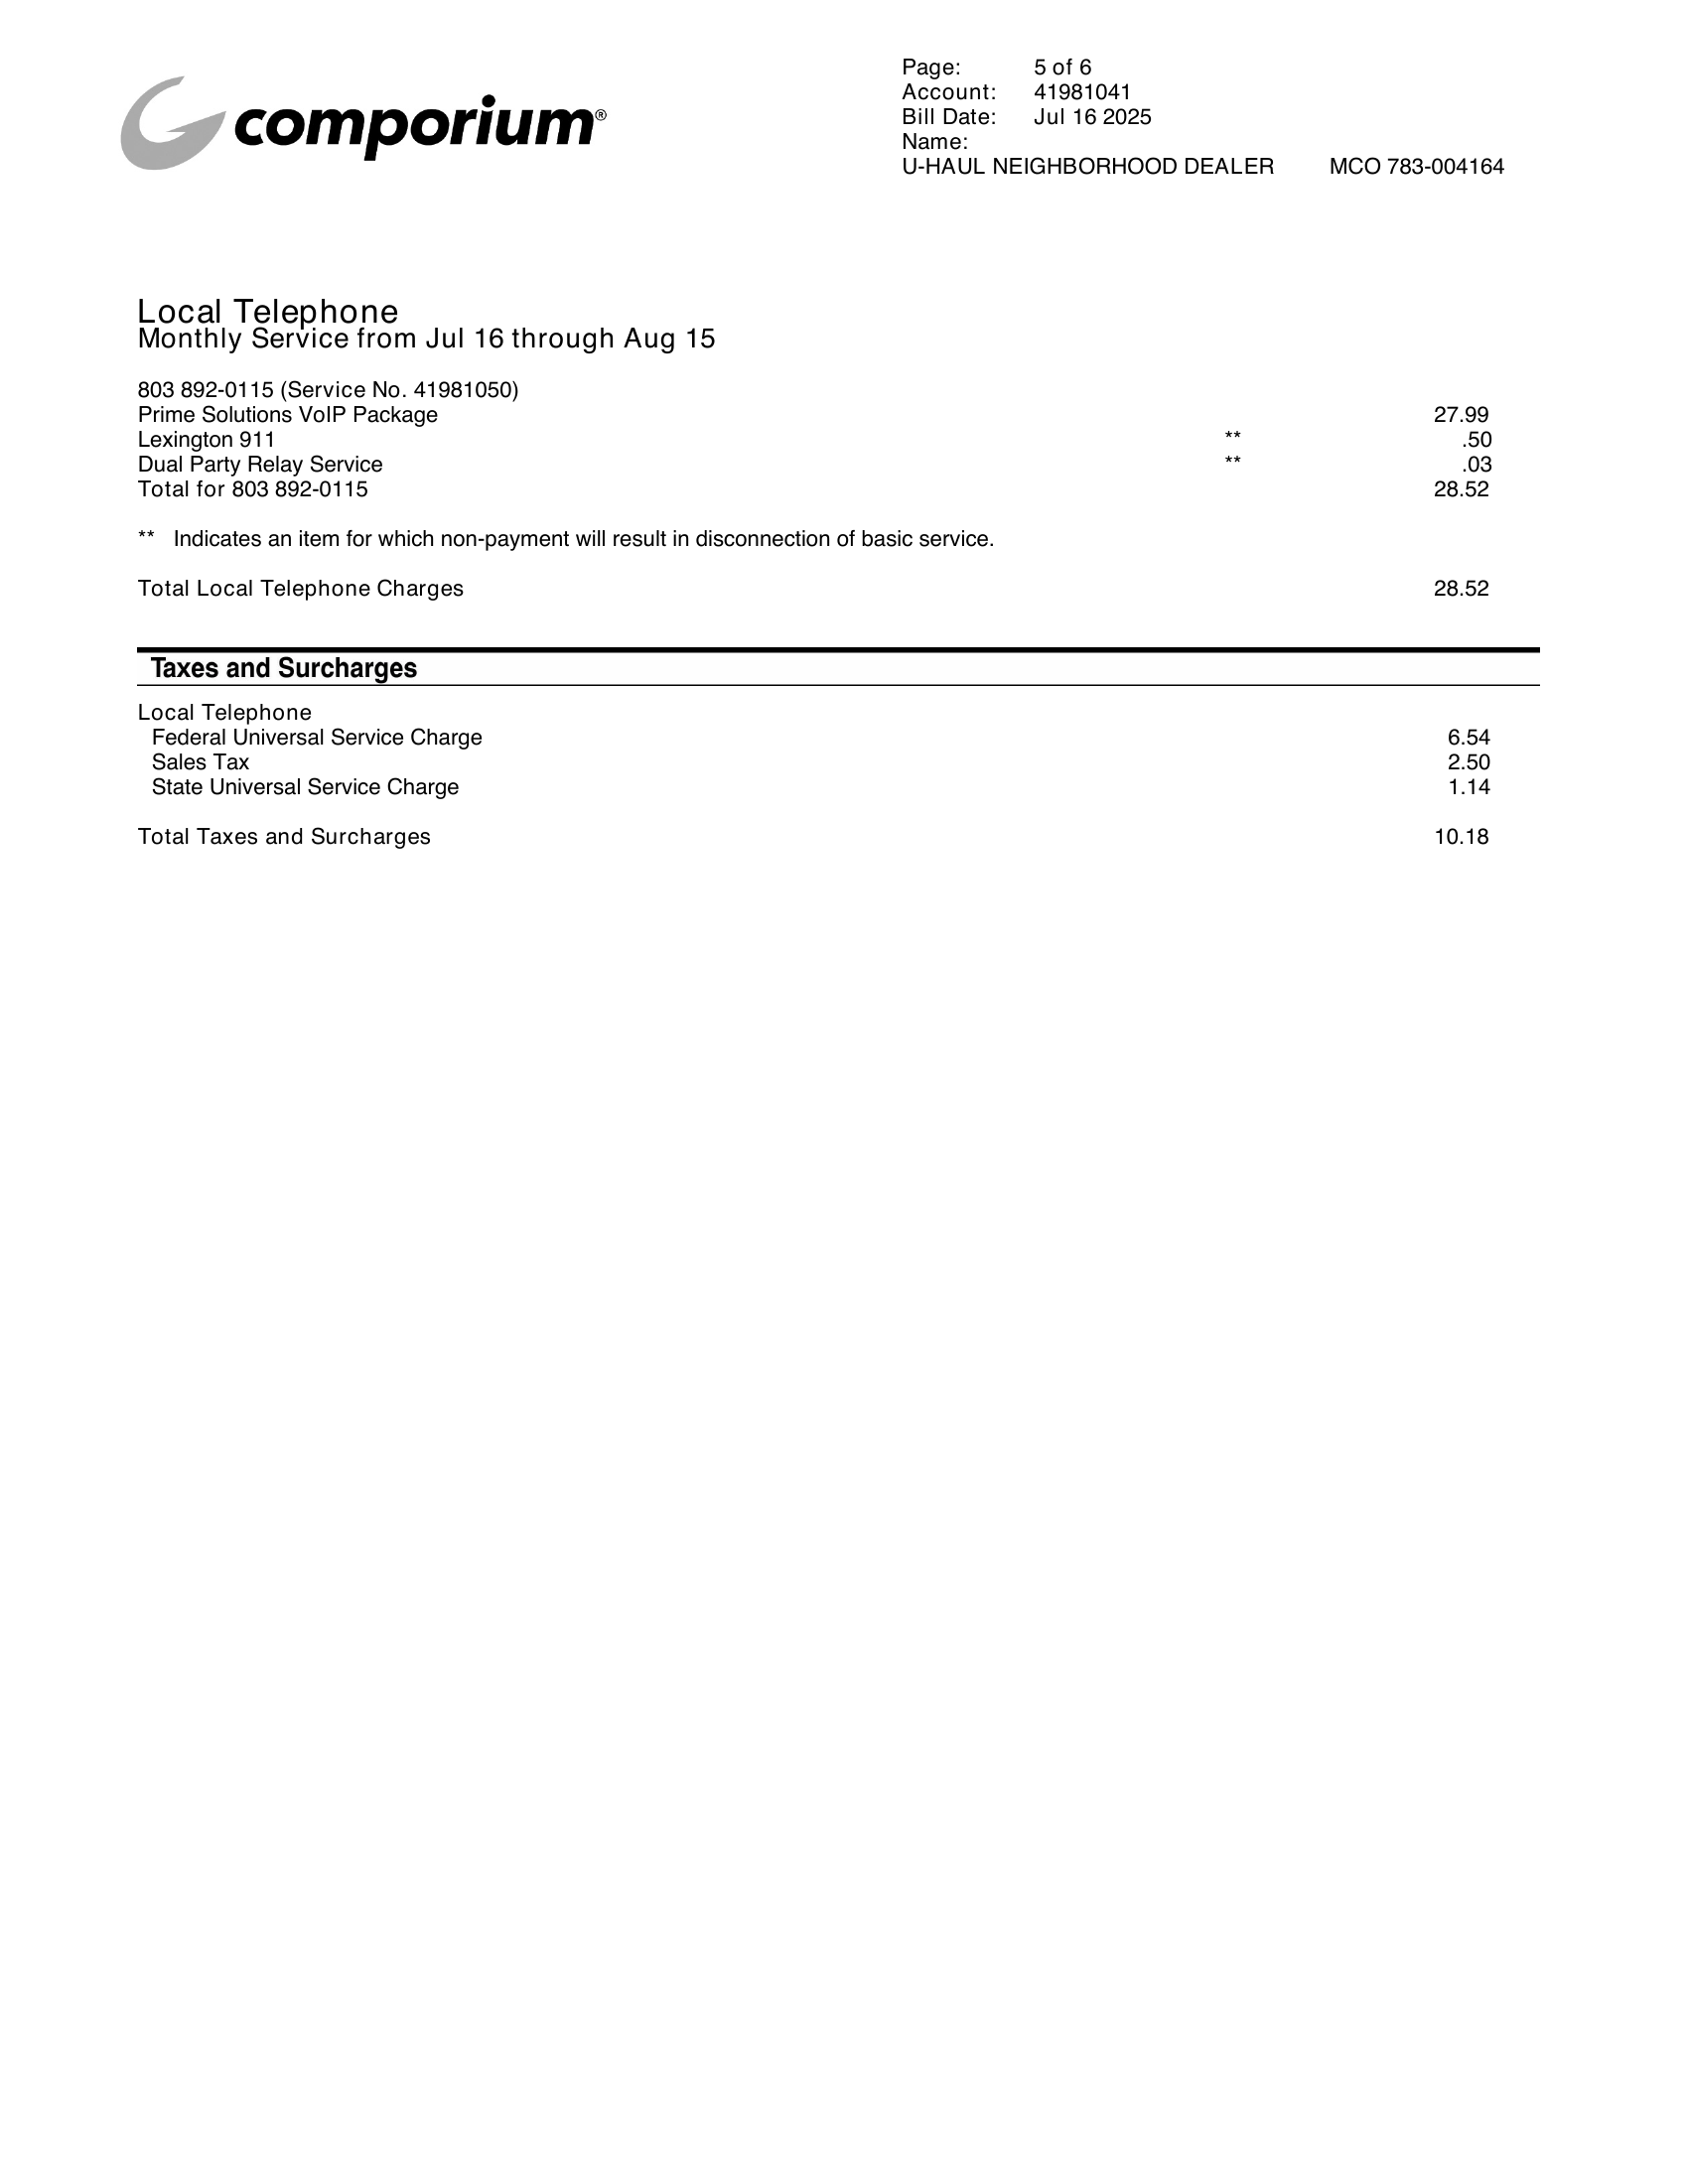 comporium®
Page: 5 of 6
Account: 41981041
Bill Date: Jul 16 2025
Name:
U-HAUL NEIGHBORHOOD DEALER MCO 783-004164
Local Telephone
Monthly Service from Jul 16 through Aug 15
803 892-0115 (Service No. 41981050)
Prime Solutions VoIP Package 27.99
Lexington 911 ** .50
Dual Party Relay Service ** .03
Total for 803 892-0115 28.52
** Indicates an item for which non-payment will result in disconnection of basic service.
Total Local Telephone Charges 28.52
Taxes and Surcharges
Local Telephone
Federal Universal Service Charge 6.54
Sales Tax 2.50
State Universal Service Charge 1.14
Total Taxes and Surcharges 10.18